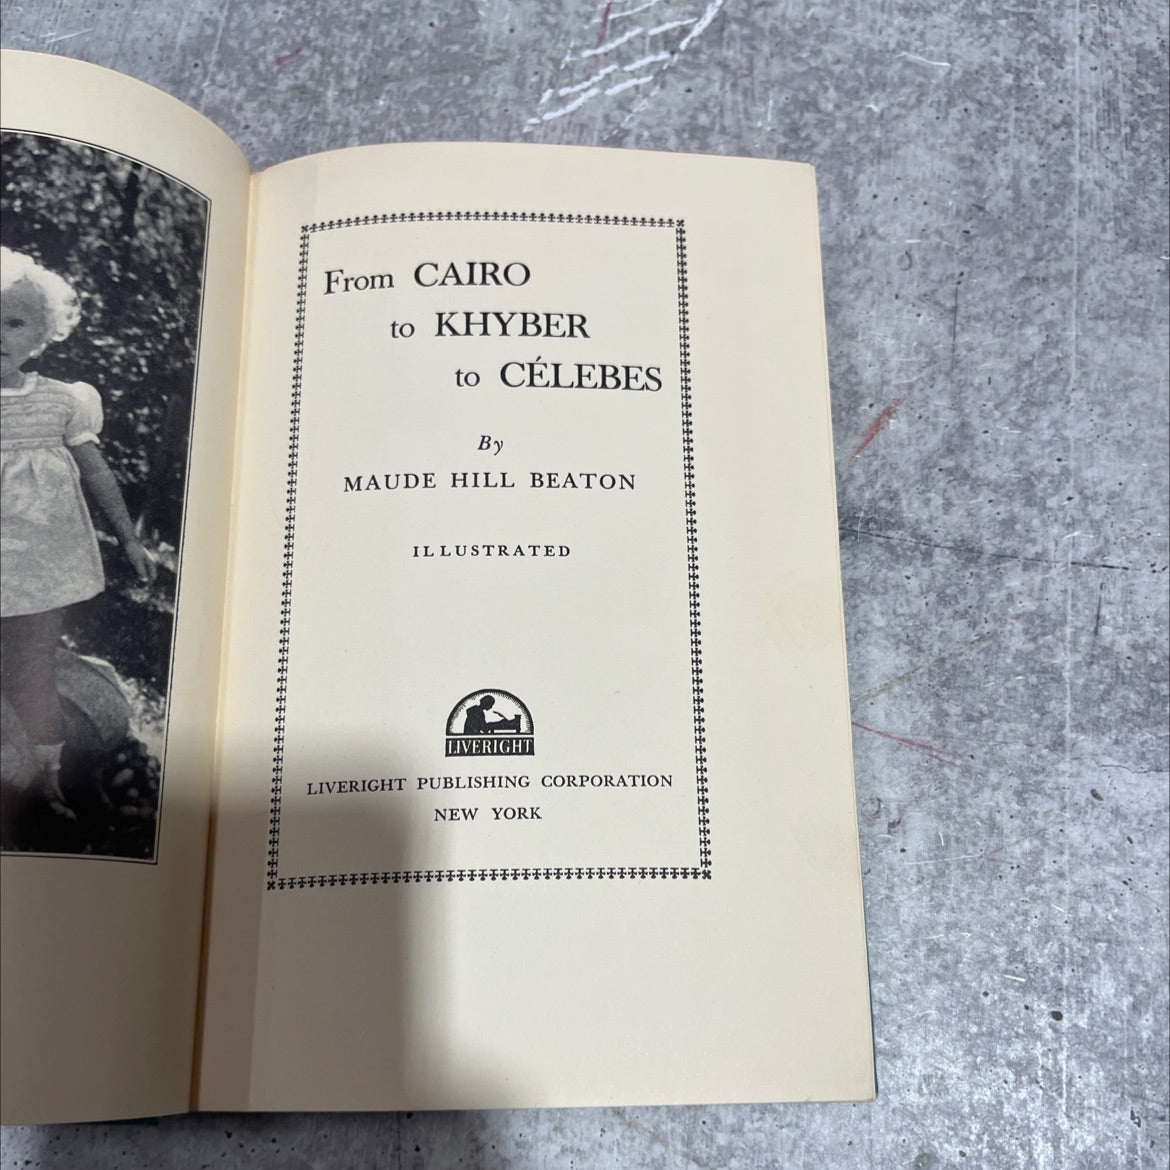 From CAIRO
to KHYBER
to CÉLEBES
By
MAUDE HILL BEATON
ILLUSTRATED
LIVERIGHT
LIVERIGHT PUBLISHING CORPORATION
NEW YORK